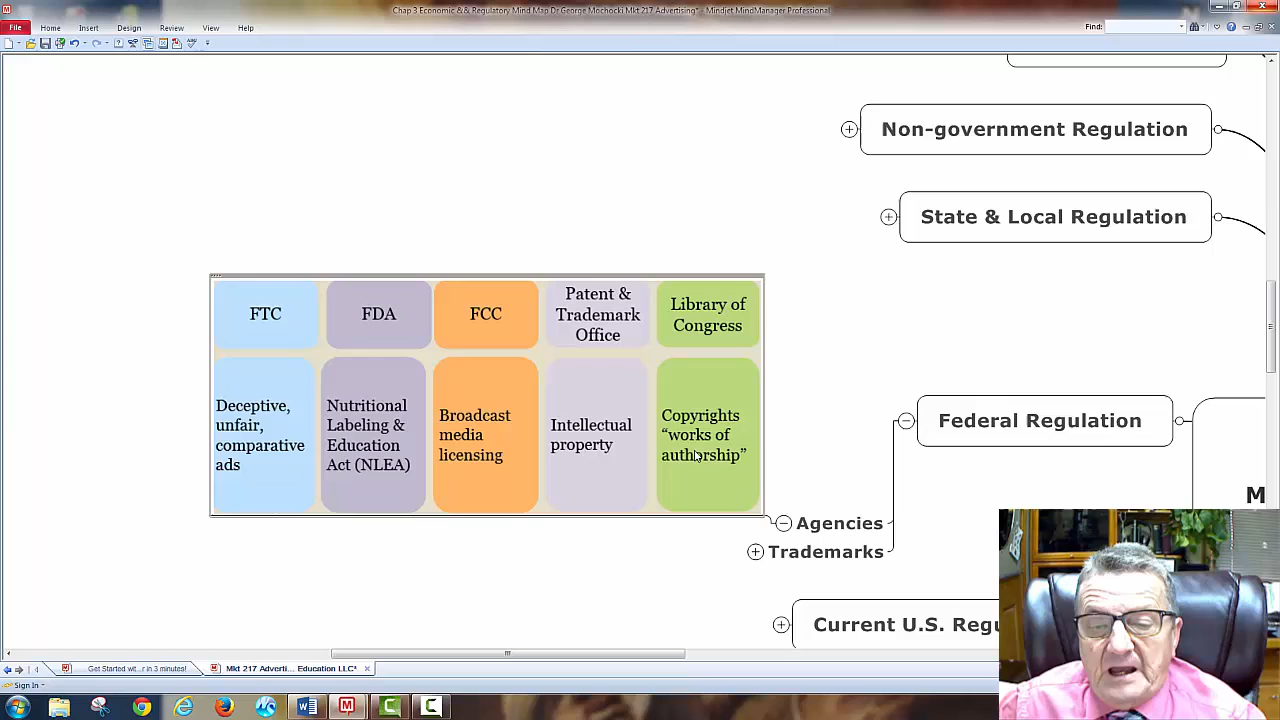 Chap 3 Economic & & Regulatory Mind Map Dr George Mochocki Mkt 217 Advertising* - Mindjet MindManager Professional
File Home Insert Design Review View Help
Find:
Non-government Regulation
State & Local Regulation
FTC
FDA
FCC
Patent &
Trademark
Office
Library of
Congress
Deceptive,
unfair,
comparative
ads
Nutritional
Labeling &
Education
Act (NLEA)
Broadcast
media
licensing
Intellectual
property
Copyrights
“works of
authorship”
Federal Regulation
M
Agencies
Trademarks
Current U.S. Regu
Get Started wit...r in 3 minutes!
Mkt 217 Adverti... Education LLC*
Sign In